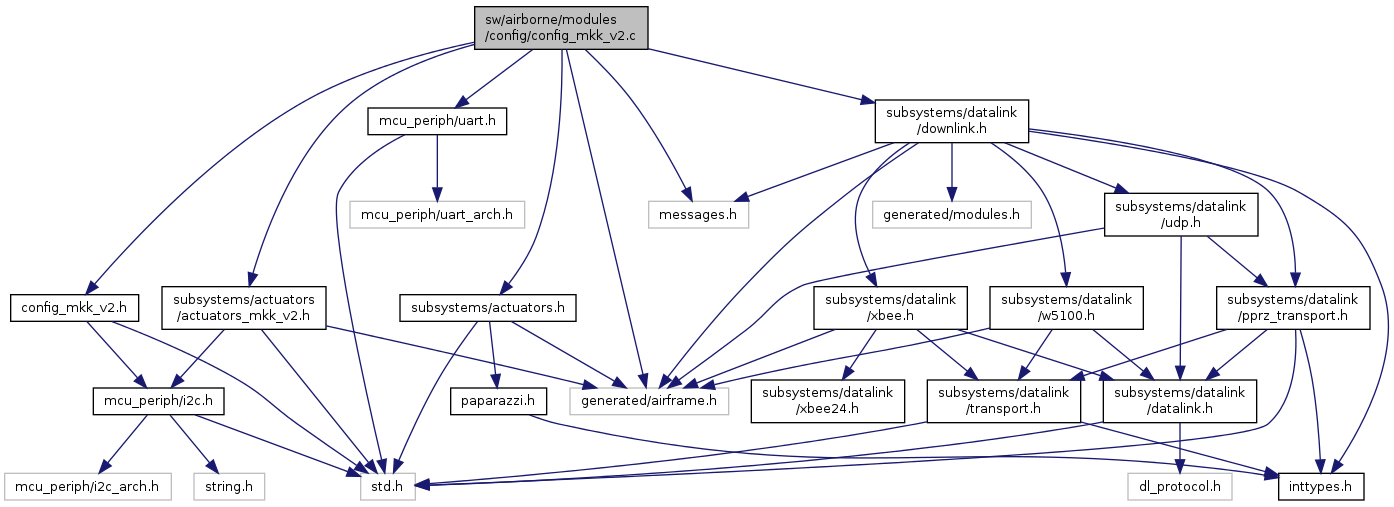 sw/airborne/modules
/config/config_mkk_v2.c
subsystems/datalink
/downlink.h
mcu_periph/uart.h
mcu_periph/uart_arch.h
messages.h
generated/modules.h
subsystems/datalink
/udp.h
config_mkk_v2.h
subsystems/actuators
/actuators_mkk_v2.h
subsystems/actuators.h
subsystems/datalink
/xbee.h
subsystems/datalink
/w5100.h
subsystems/datalink
/pprz_transport.h
mcu_periph/i2c.h
paparazzi.h
generated/airframe.h
subsystems/datalink
/xbee24.h
subsystems/datalink
/transport.h
subsystems/datalink
/datalink.h
mcu_periph/i2c_arch.h
string.h
std.h
dl_protocol.h
inttypes.h